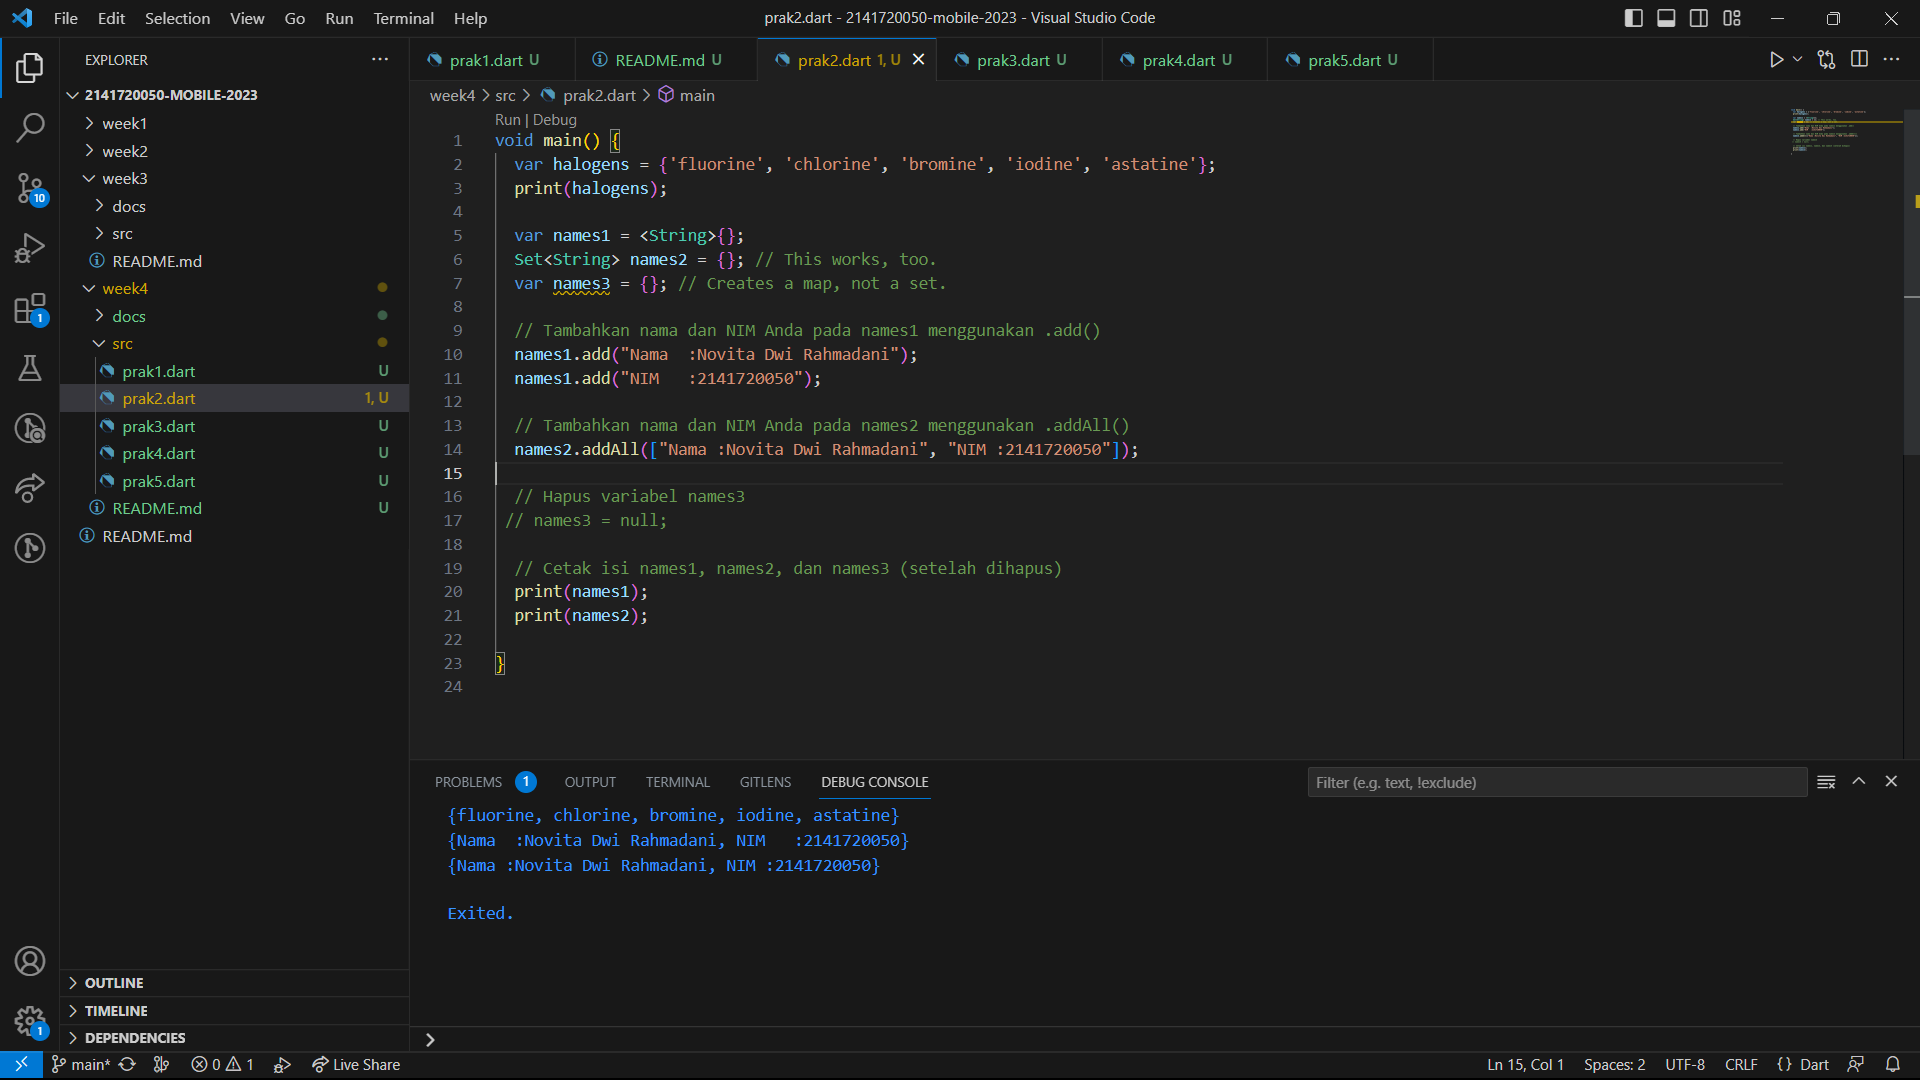 File Edit Selection View Go Run Terminal Help
prak2.dart - 2141720050-mobile-2023 - Visual Studio Code
EXPLORER
2141720050-MOBILE-2023
week1
week2
week3
docs
src
README.md
week4
docs
src
prak1.dart U
prak2.dart 1, U
prak3.dart U
prak4.dart U
prak5.dart U
README.md U
README.md
OUTLINE
TIMELINE
DEPENDENCIES
10
1
1
prak1.dart U
README.md U
prak2.dart 1, U
prak3.dart U
prak4.dart U
prak5.dart U
week4 > src > prak2.dart > main
Run | Debug
1 void main() {
2   var halogens = {'fluorine', 'chlorine', 'bromine', 'iodine', 'astatine'};
3   print(halogens);
4
5   var names1 = <String>{};
6   Set<String> names2 = {}; // This works, too.
7   var names3 = {}; // Creates a map, not a set.
8
9   // Tambahkan nama dan NIM Anda pada names1 menggunakan .add()
10   names1.add("Nama  :Novita Dwi Rahmadani");
11   names1.add("NIM   :2141720050");
12
13   // Tambahkan nama dan NIM Anda pada names2 menggunakan .addAll()
14   names2.addAll(["Nama :Novita Dwi Rahmadani", "NIM :2141720050"]);
15
16   // Hapus variabel names3
17  // names3 = null;
18
19   // Cetak isi names1, names2, dan names3 (setelah dihapus)
20   print(names1);
21   print(names2);
22
23 }
24
PROBLEMS 1 OUTPUT TERMINAL GITLENS DEBUG CONSOLE
Filter (e.g. text, !exclude)
{fluorine, chlorine, bromine, iodine, astatine}
{Nama  :Novita Dwi Rahmadani, NIM   :2141720050}
{Nama :Novita Dwi Rahmadani, NIM :2141720050}
Exited.
main* 0 1 Live Share
Ln 15, Col 1 Spaces: 2 UTF-8 CRLF {} Dart